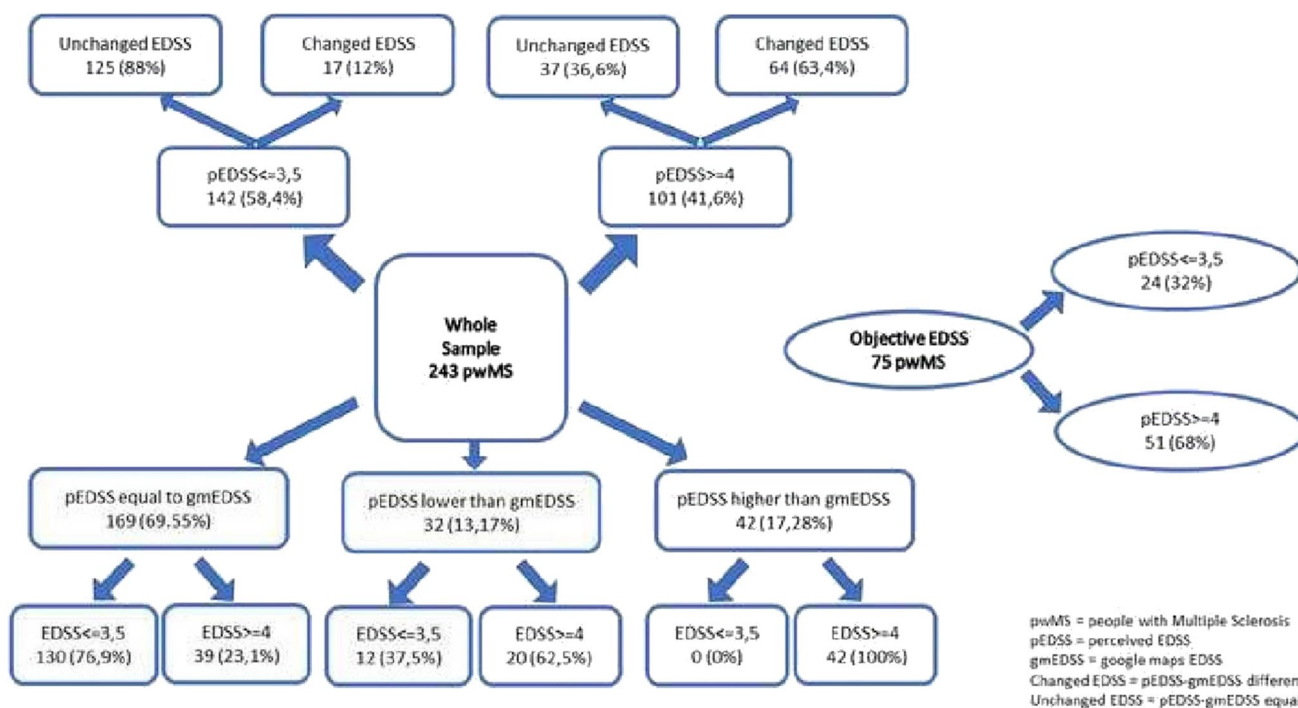 Unchanged EDSS
125 (88%)
Changed EDSS
17 (12%)
Unchanged EDSS
37 (36,6%)
Changed EDSS
64 (63,4%)
pEDSS<=3,5
142 (58,4%)
pEDSS>=4
101 (41,6%)
Whole
Sample
243 pwMS
Objective EDSS
75 pwMS
pEDSS<=3,5
24 (32%)
pEDSS>=4
51 (68%)
pEDSS equal to gmEDSS
169 (69.55%)
pEDSS lower than gmEDSS
32 (13,17%)
pEDSS higher than gmEDSS
42 (17,28%)
EDSS<=3,5
130 (76,9%)
EDSS>=4
39 (23,1%)
EDSS<=3,5
12 (37,5%)
EDSS>=4
20 (62,5%)
EDSS<=3,5
0 (0%)
EDSS>=4
42 (100%)
pwMS = people with Multiple Sclerosis
pEDSS = perceived EDSS
gmEDSS = google maps EDSS
Changed EDSS = pEDSS-gmEDSS differen
Unchanged EDSS = pEDSS-gmEDSS equa